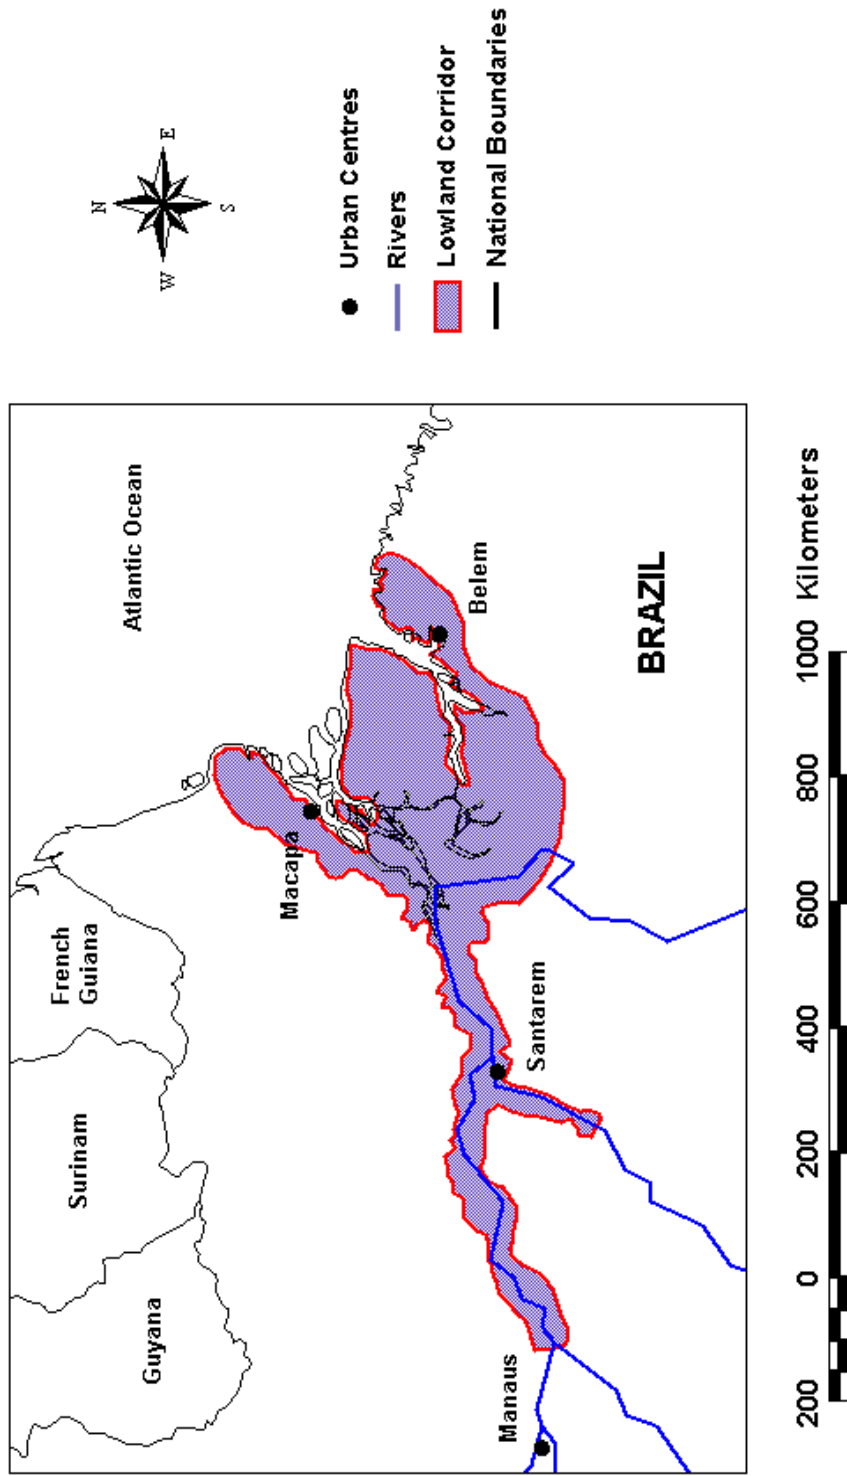 Atlantic Ocean
French
Guiana
Surinam
Guyana
Macapa
Belem
Santarem
Manaus
BRAZIL
N
W
E
S
Urban Centres
Rivers
Lowland Corridor
National Boundaries
200 0 200 400 600 800 1000 Kilometers